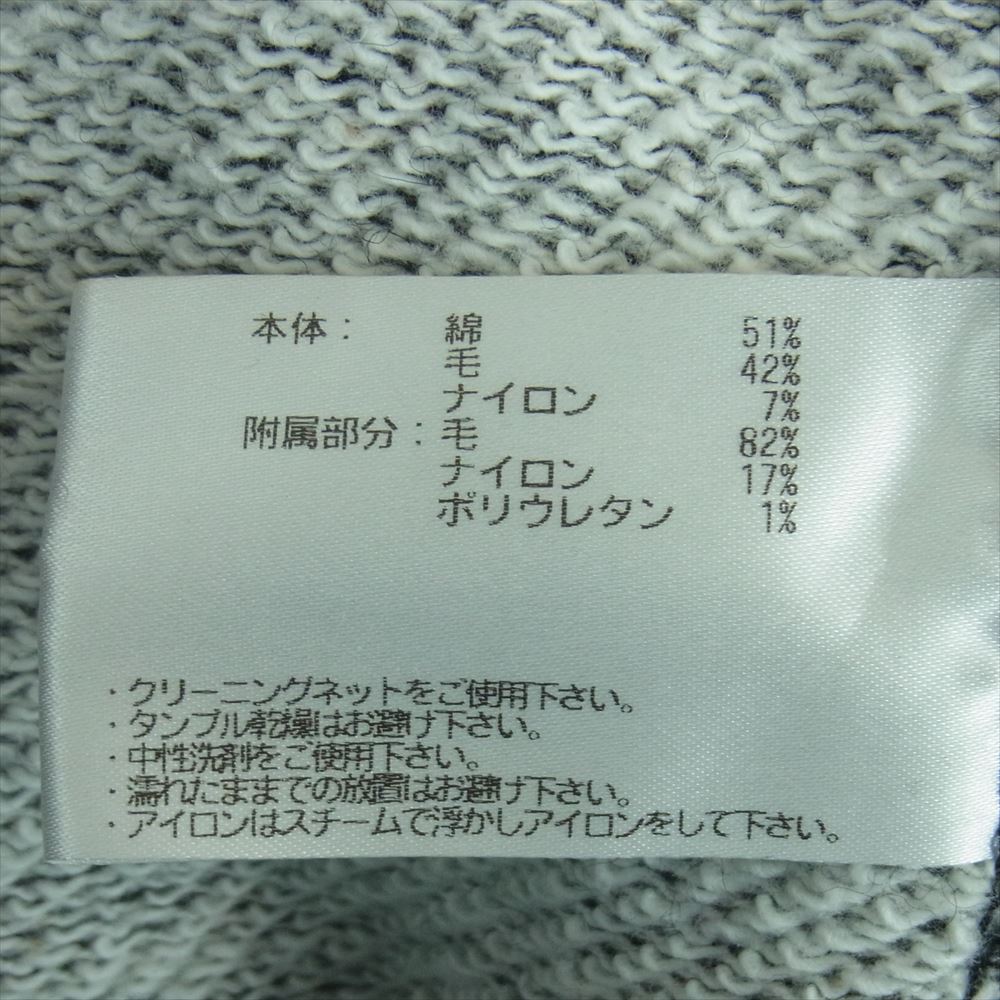 本体： 綿 51%
毛 42%
ナイロン 7%
附属部分：毛 82%
ナイロン 17%
ポリウレタン 1%
・クリーニングネットをご使用下さい。
・タンブル乾燥はお避け下さい。
・中性洗剤をご使用下さい。
・濡れたままでの放置はお避け下さい。
・アイロンはスチームで浮かしアイロンをして下さい。